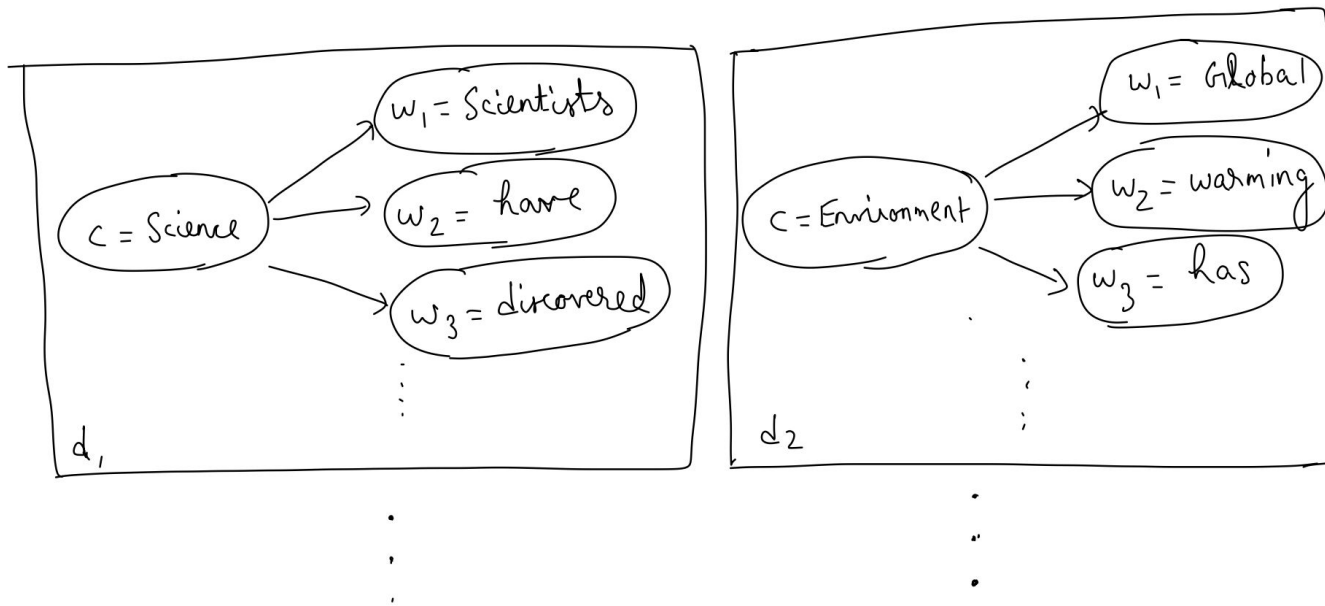 w₁ = Scientists
c = Science
w₂ = have
w₃ = discovered
d₁
w₁ = Global
c = Environment
w₂ = warming
w₃ = has
d₂